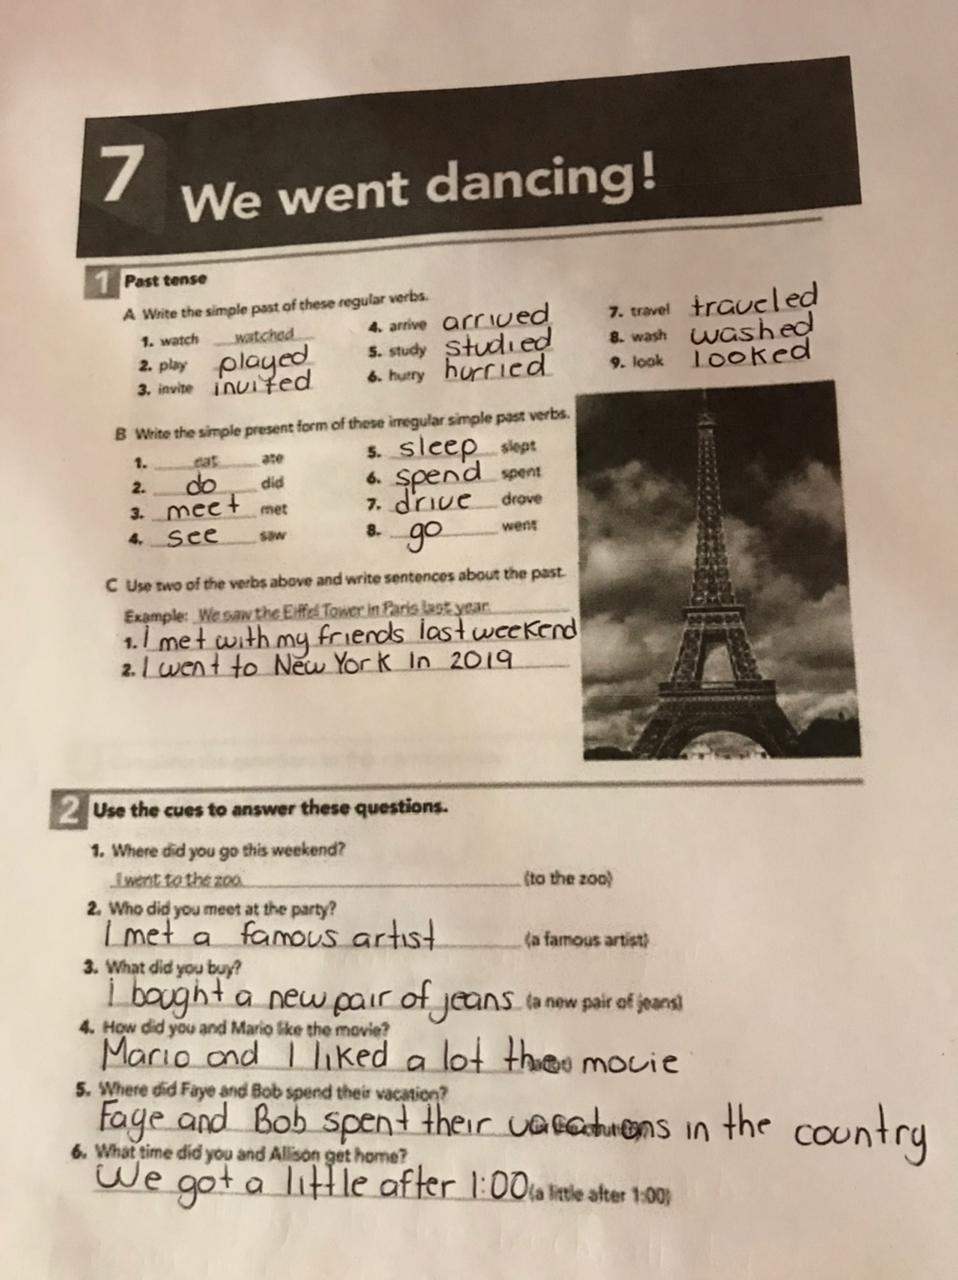 7 We went dancing!
1 Past tense
A Write the simple past of these regular verbs.
1. watch watched
2. play played
3. invite invited
4. arrive arrived
5. study studied
6. hurry hurried
7. travel traveled
8. wash washed
9. look looked
B Write the simple present form of these irregular simple past verbs.
1. eat ate
2. do did
3. meet met
4. see saw
5. sleep slept
6. spend spent
7. drive drove
8. go went
C Use two of the verbs above and write sentences about the past.
Example: We saw the Eiffel Tower in Paris last year.
1. I met with my friends last weekend
2. I went to New York In 2019
2 Use the cues to answer these questions.
1. Where did you go this weekend?
I went to the zoo. (to the zoo)
2. Who did you meet at the party?
I met a famous artist (a famous artist)
3. What did you buy?
I bought a new pair of jeans (a new pair of jeans)
4. How did you and Mario like the movie?
Mario and I liked a lot the movie
5. Where did Faye and Bob spend their vacation?
Faye and Bob spent their vacations in the country
6. What time did you and Allison get home?
We got a little after 1:00 (a little after 1:00)